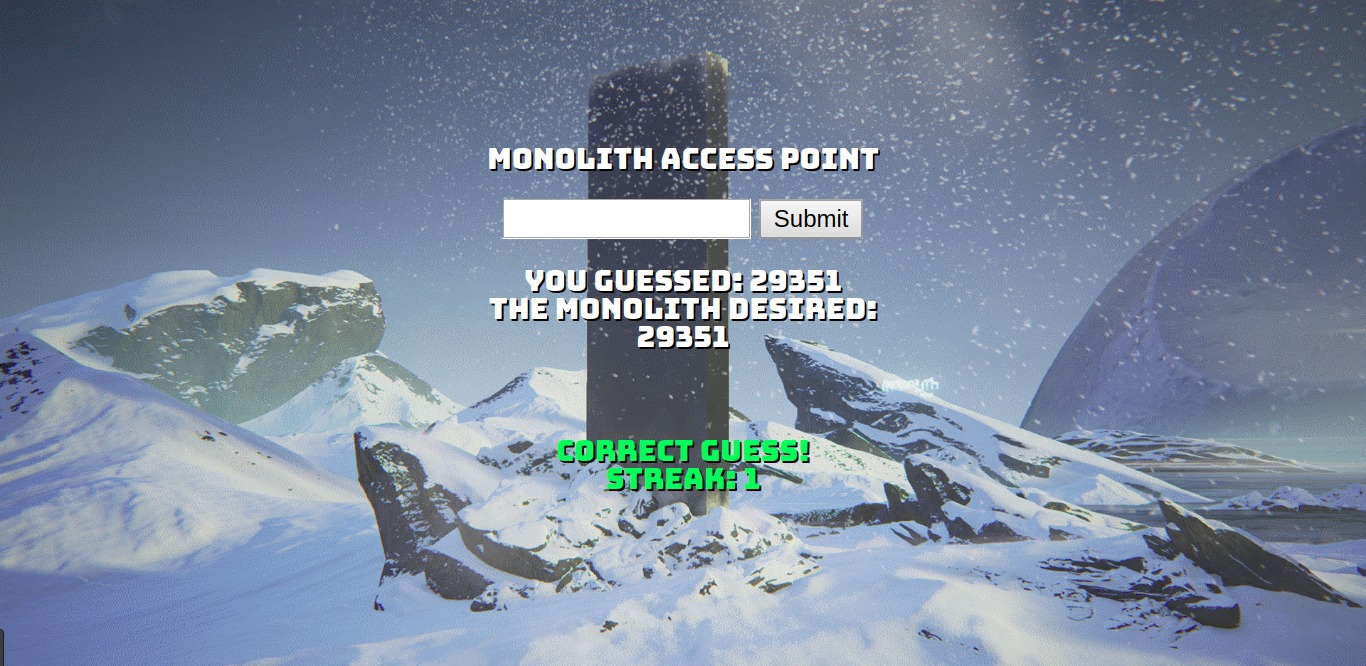 MONOLITH ACCESS POINT
Submit
YOU GUESSED: 29351
THE MONOLITH DESIRED:
29351
CORRECT GUESS!
STREAK: 1